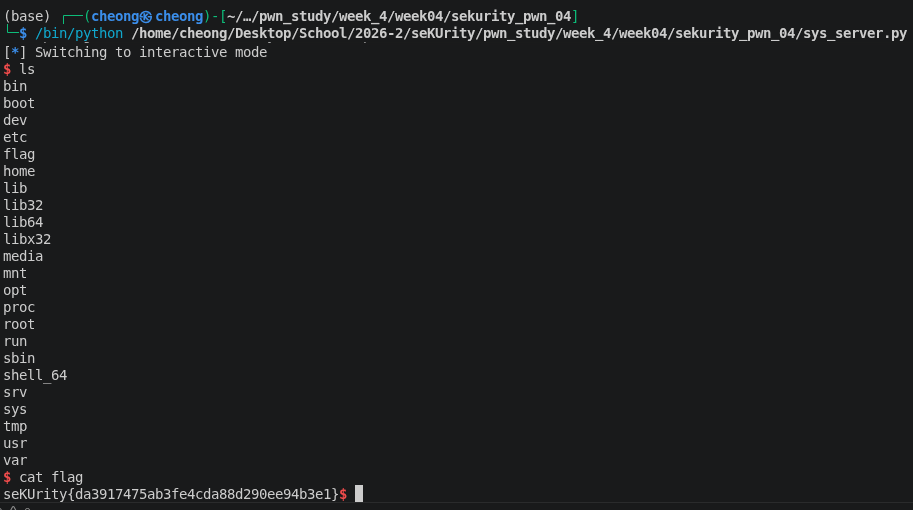 (base) ┌──(cheong㉿cheong)-[~/…/pwn_study/week_4/week04/sekurity_pwn_04]
└─$ /bin/python /home/cheong/Desktop/School/2026-2/seKUrity/pwn_study/week_4/week04/sekurity_pwn_04/sys_server.py
[*] Switching to interactive mode
$ ls
bin
boot
dev
etc
flag
home
lib
lib32
lib64
libx32
media
mnt
opt
proc
root
run
sbin
shell_64
srv
sys
tmp
usr
var
$ cat flag
seKUrity{da3917475ab3fe4cda88d290ee94b3e1}$